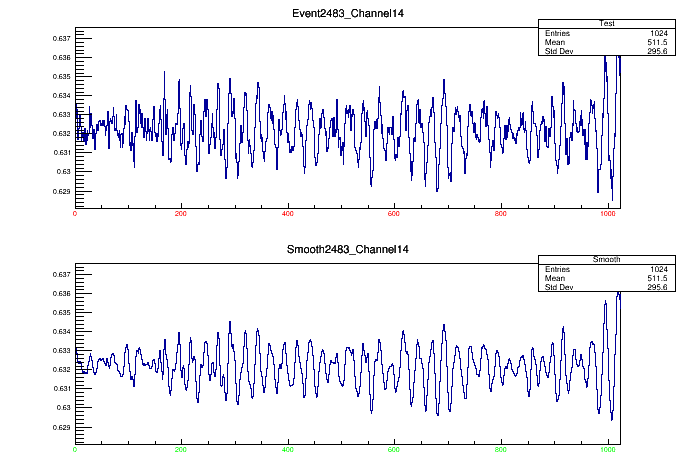 Event2483_Channel14
Test
Entries 1024
Mean 511.5
Std Dev 295.6
0.637
0.636
0.635
0.634
0.633
0.632
0.631
0.63
0.629
0 200 400 600 800 1000
Smooth2483_Channel14
Smooth
Entries 1024
Mean 511.5
Std Dev 295.6
0.637
0.636
0.635
0.634
0.633
0.632
0.631
0.63
0.629
0 200 400 600 800 1000